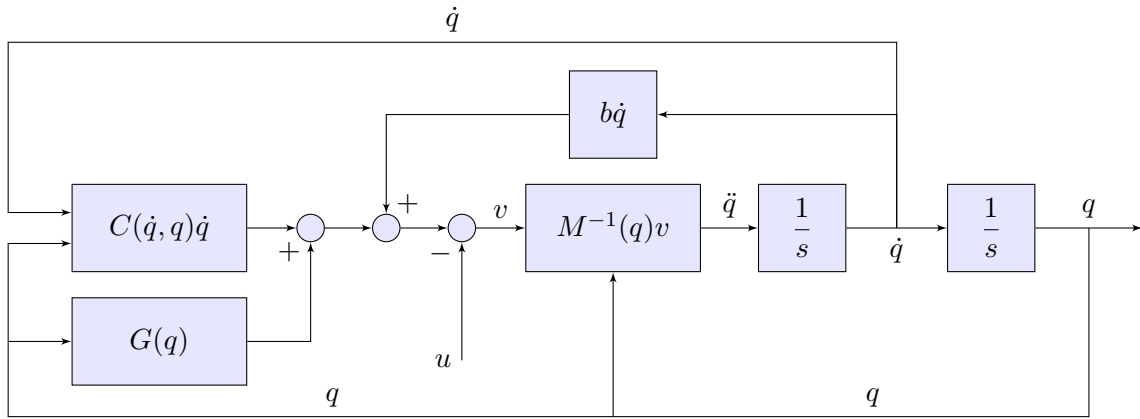 q̇
bq̇
+
C(q̇, q)q̇
+
−
v
M⁻¹(q)v
q̈
1/s
q̇
1/s
q
G(q)
u
q
q